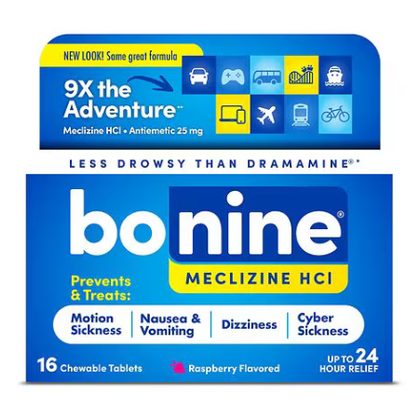 NEW LOOK! Same great formula
9X the
Adventure**
Meclizine HCl • Antiemetic 25 mg
LESS DROWSY THAN DRAMAMINE®*
bonine®
MECLIZINE HCl
Prevents
& Treats:
Motion
Sickness
Nausea &
Vomiting
Dizziness
Cyber
Sickness
16 Chewable Tablets
Raspberry Flavored
UP TO 24
HOUR RELIEF